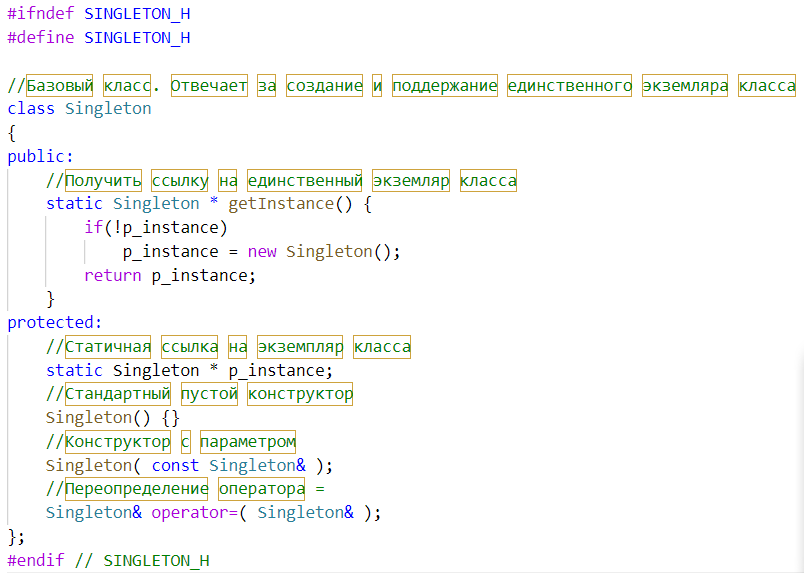 #ifndef SINGLETON_H
#define SINGLETON_H
//Базовый класс. Отвечает за создание и поддержание единственного экземляра класса
class Singleton
{
public:
//Получить ссылку на единственный экземляр класса
static Singleton * getInstance() {
if(!p_instance)
p_instance = new Singleton();
return p_instance;
}
protected:
//Статичная ссылка на экземпляр класса
static Singleton * p_instance;
//Стандартный пустой конструктор
Singleton() {}
//Конструктор с параметром
Singleton( const Singleton& );
//Переопределение оператора =
Singleton& operator=( Singleton& );
};
#endif // SINGLETON_H